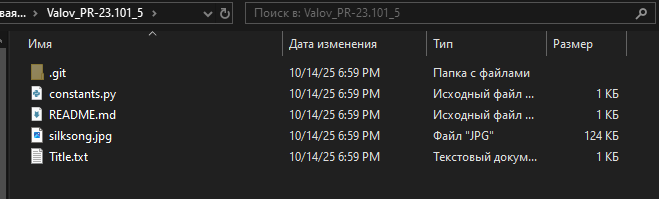 вая... > Valov_PR-23.101_5 > Поиск в: Valov_PR-23.101_5
Имя Дата изменения Тип Размер
.git 10/14/25 6:59 PM Папка с файлами
constants.py 10/14/25 6:59 PM Исходный файл ... 1 КБ
README.md 10/14/25 6:59 PM Исходный файл ... 1 КБ
silksong.jpg 10/14/25 6:59 PM Файл "JPG" 124 КБ
Title.txt 10/14/25 6:59 PM Текстовый докум... 1 КБ